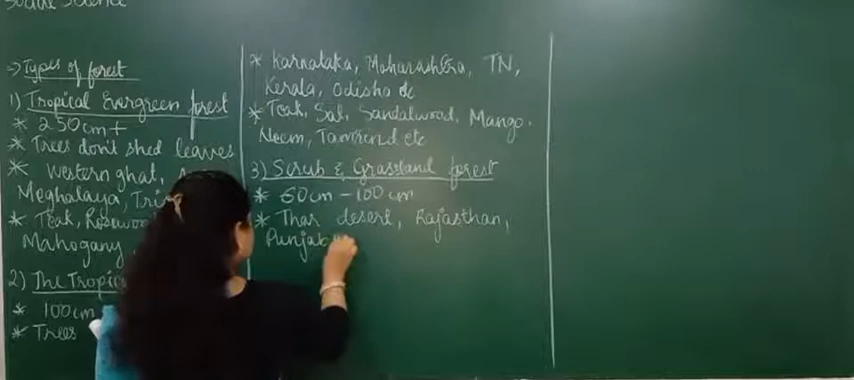 Social Science
=> Types of forest
1) Tropical Evergreen forest
* 250cm+
* Trees don't shed leaves
* Western ghat,
Meghalaya,
* Teak,
Mahogany,
2) The
* 100cm
* Trees
* Karnataka, Maharashtra, TN,
Kerala, Odisha etc
* Teak, Sal, Sandalwood, Mango,
Neem, etc
3) Scrub & Grassland forest
* 50cm - 100cm
* Thar desert, Rajasthan,
Punjab